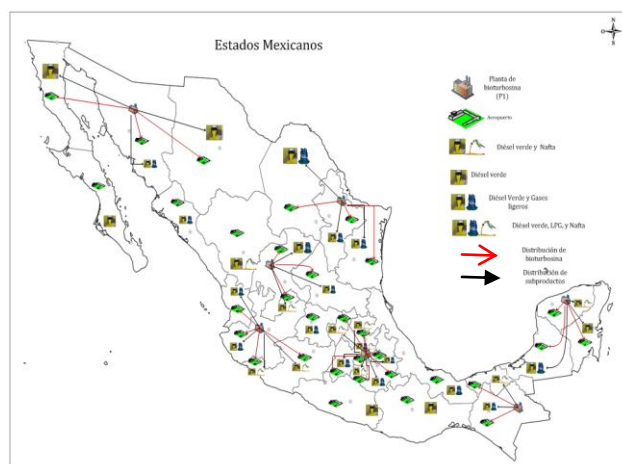 Estados Mexicanos
N
S
Planta de
bioturbosina
(P1)
Aeropuerto
Diésel verde y Nafta
Diésel verde
Diésel Verde y Gases
ligeros
Diésel verde, LPG, y Nafta
Distribución de
bioturbosina
Distribución de
subproductos